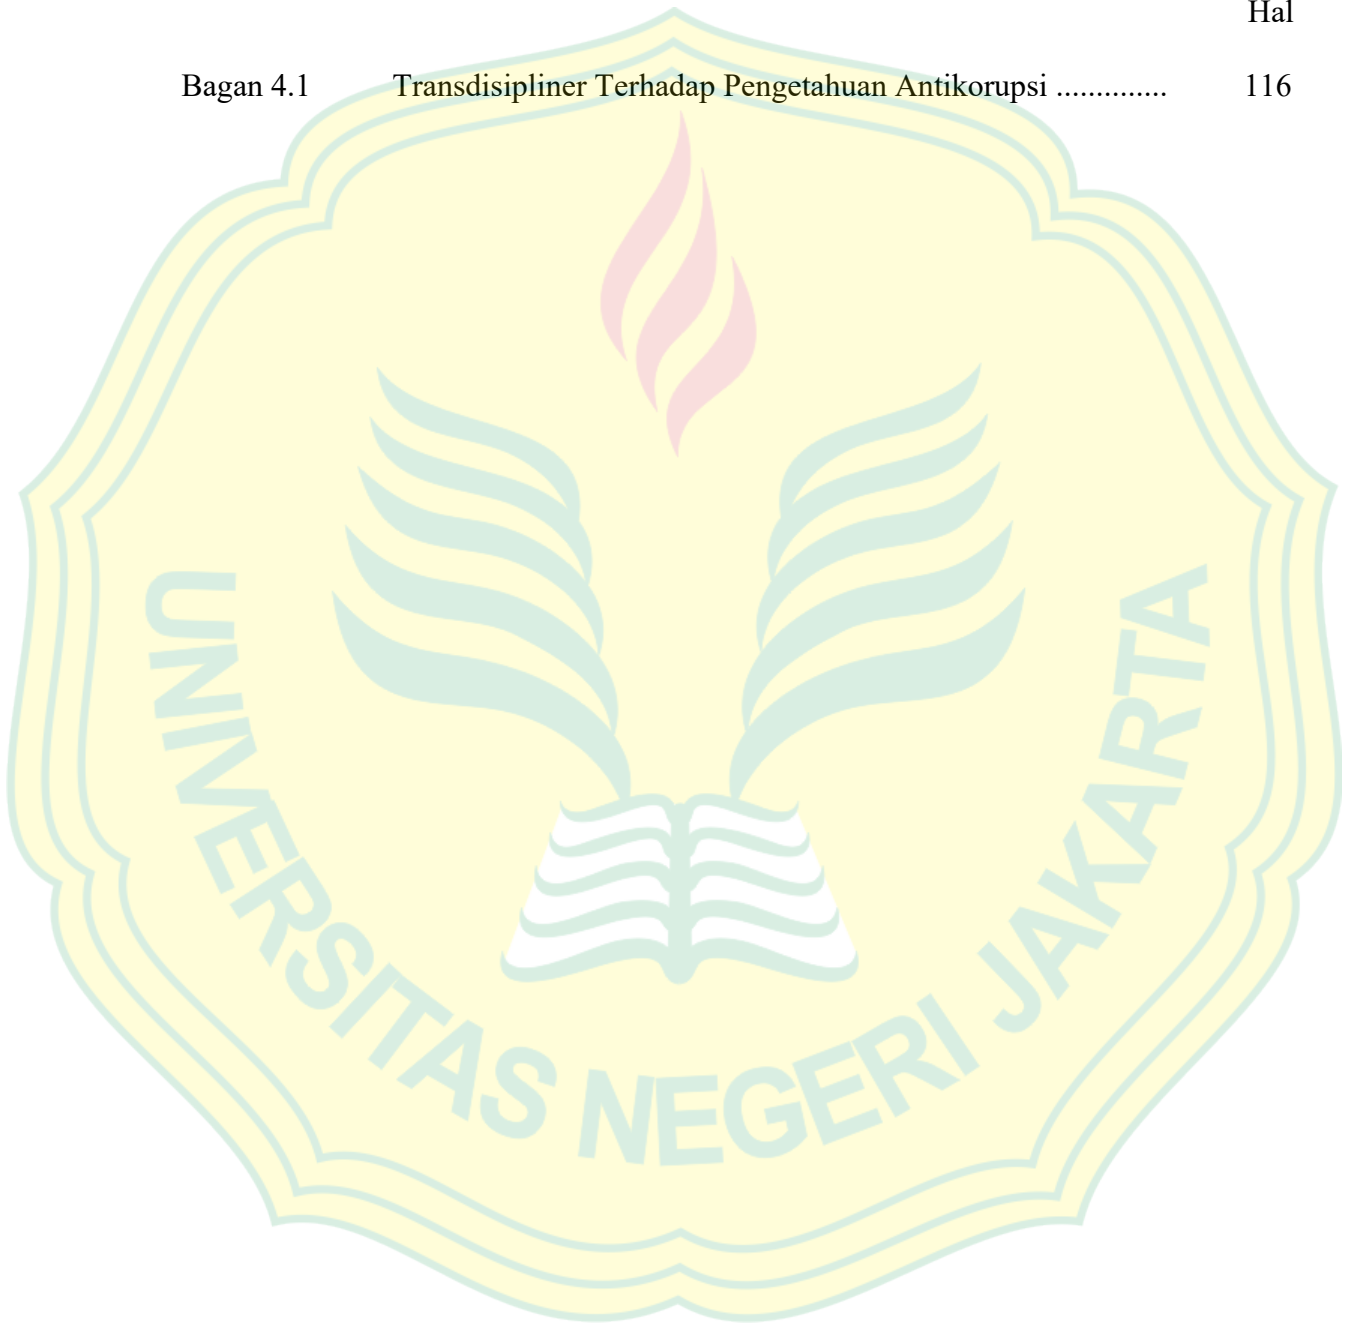 Hal
Bagan 4.1 Transdisipliner Terhadap Pengetahuan Antikorupsi .............. 116
UNIVERSITAS NEGERI JAKARTA